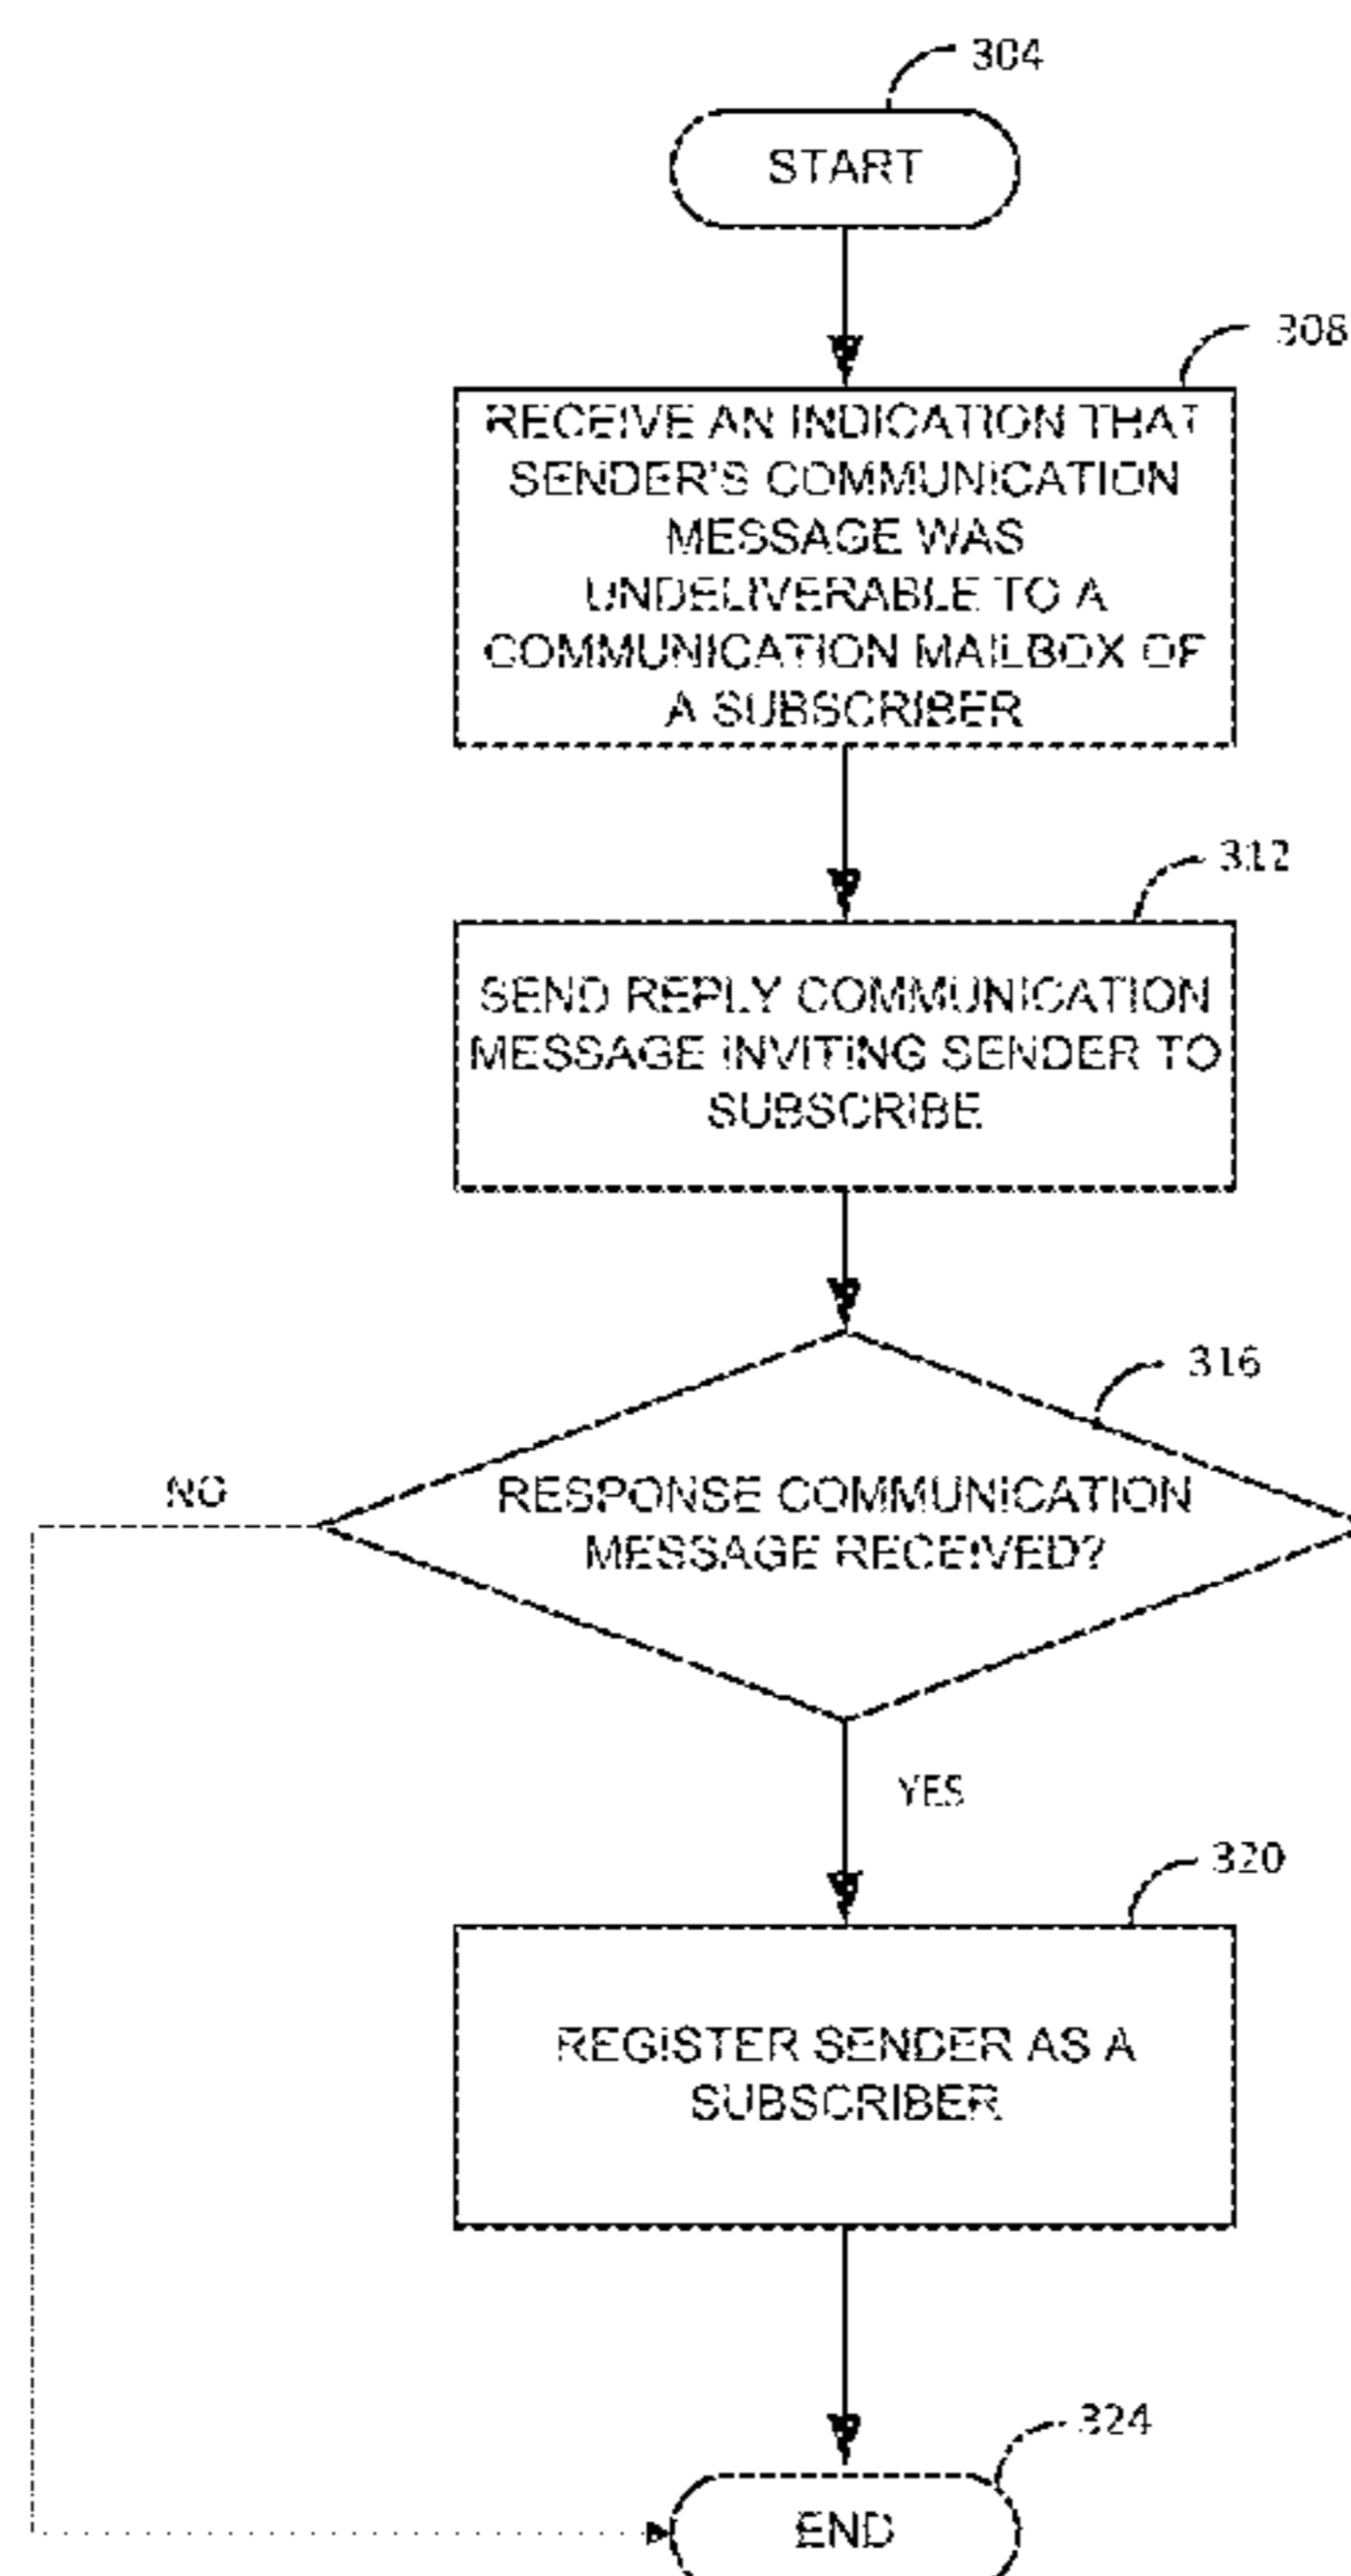 304
START
308
RECEIVE AN INDICATION THAT
SENDER'S COMMUNICATION
MESSAGE WAS
UNDELIVERABLE TO A
COMMUNICATION MAILBOX OF
A SUBSCRIBER
312
SEND REPLY COMMUNICATION
MESSAGE INVITING SENDER TO
SUBSCRIBE
316
NO
RESPONSE COMMUNICATION
MESSAGE RECEIVED?
YES
320
REGISTER SENDER AS A
SUBSCRIBER
324
END